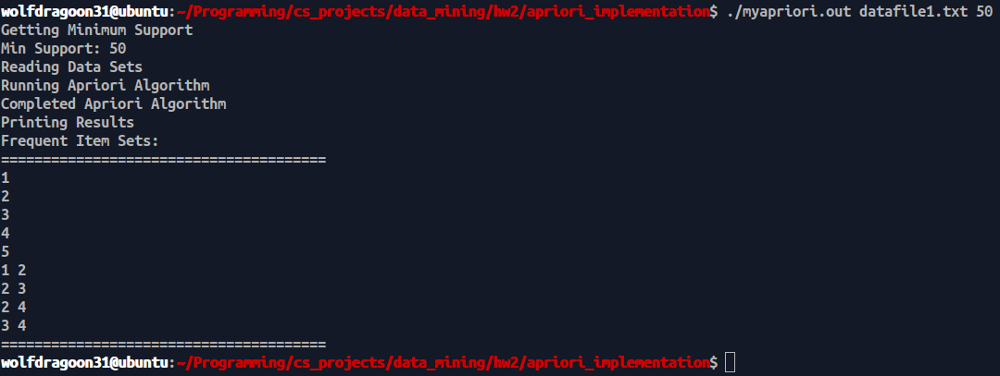 wolfdragoon31@ubuntu:~/Programming/cs_projects/data_mining/hw2/apriori_implementation$ ./myapriori.out datafile1.txt 50
Getting Minimum Support
Min Support: 50
Reading Data Sets
Running Apriori Algorithm
Completed Apriori Algorithm
Printing Results
Frequent Item Sets:
=======================================
1
2
3
4
5
1 2
2 3
2 4
3 4
=======================================
wolfdragoon31@ubuntu:~/Programming/cs_projects/data_mining/hw2/apriori_implementation$